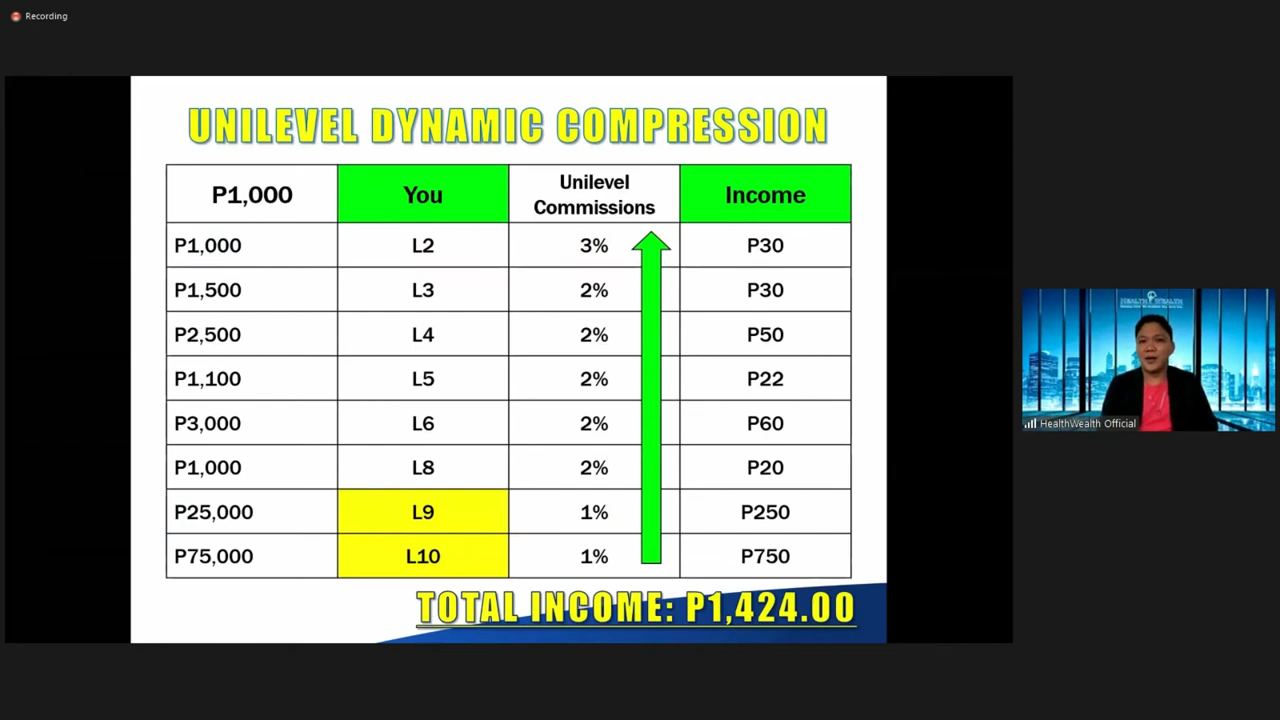 Recording
UNILEVEL DYNAMIC COMPRESSION
P1,000 You Unilevel Commissions Income
P1,000 L2 3% P30
P1,500 L3 2% P30
P2,500 L4 2% P50
P1,100 L5 2% P22
P3,000 L6 2% P60
P1,000 L8 2% P20
P25,000 L9 1% P250
P75,000 L10 1% P750
TOTAL INCOME: P1,424.00
HEALTH WEALTH
HealthWealth Official